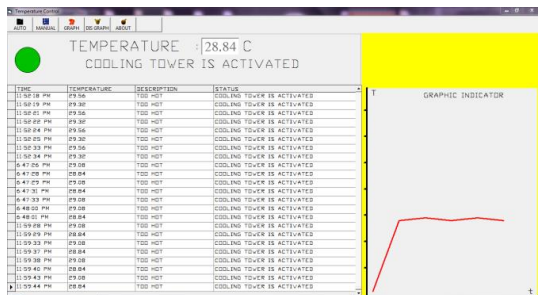 Temperature Control
AUTO MANUAL GRAPH DEL GRAPH ABOUT
TEMPERATURE : 28,84 C
COOLING TOWER IS ACTIVATED
TIME TEMPERATURE DESCRIPTION STATUS
11:52:18 PM 29.56 TOO HOT COOLING TOWER IS ACTIVATED
11:52:19 PM 29.32 TOO HOT COOLING TOWER IS ACTIVATED
11:52:21 PM 29.56 TOO HOT COOLING TOWER IS ACTIVATED
11:52:22 PM 29.32 TOO HOT COOLING TOWER IS ACTIVATED
11:52:24 PM 29.56 TOO HOT COOLING TOWER IS ACTIVATED
11:52:25 PM 29.32 TOO HOT COOLING TOWER IS ACTIVATED
11:52:33 PM 29.56 TOO HOT COOLING TOWER IS ACTIVATED
11:52:34 PM 29.32 TOO HOT COOLING TOWER IS ACTIVATED
6:47:26 PM 29.08 TOO HOT COOLING TOWER IS ACTIVATED
6:47:28 PM 28.84 TOO HOT COOLING TOWER IS ACTIVATED
6:47:29 PM 29.08 TOO HOT COOLING TOWER IS ACTIVATED
6:47:31 PM 28.84 TOO HOT COOLING TOWER IS ACTIVATED
6:47:33 PM 29.08 TOO HOT COOLING TOWER IS ACTIVATED
6:48:00 PM 29.08 TOO HOT COOLING TOWER IS ACTIVATED
6:48:01 PM 28.84 TOO HOT COOLING TOWER IS ACTIVATED
11:59:28 PM 29.08 TOO HOT COOLING TOWER IS ACTIVATED
11:59:29 PM 28.84 TOO HOT COOLING TOWER IS ACTIVATED
11:59:33 PM 29.08 TOO HOT COOLING TOWER IS ACTIVATED
11:59:37 PM 28.84 TOO HOT COOLING TOWER IS ACTIVATED
11:59:38 PM 29.08 TOO HOT COOLING TOWER IS ACTIVATED
11:59:40 PM 28.84 TOO HOT COOLING TOWER IS ACTIVATED
11:59:43 PM 29.08 TOO HOT COOLING TOWER IS ACTIVATED
11:59:44 PM 28.84 TOO HOT COOLING TOWER IS ACTIVATED
T
GRAPHIC INDICATOR
t